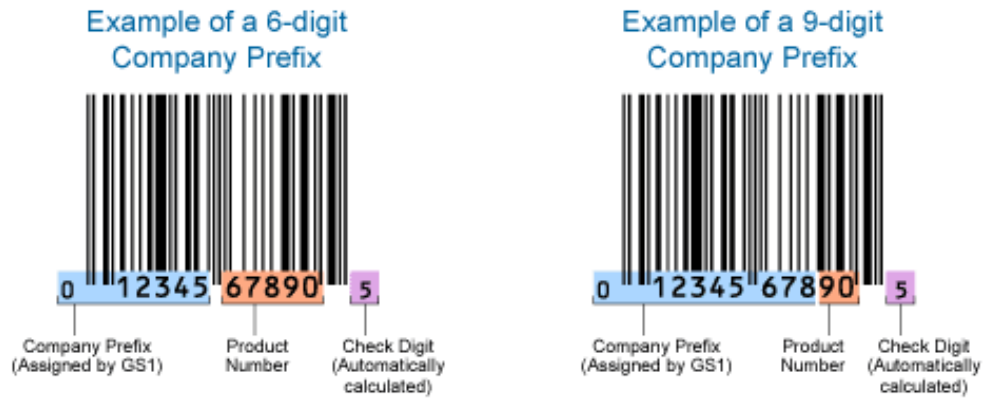 Example of a 6-digit
Company Prefix
0 12345 67890 5
Company Prefix
(Assigned by GS1)
Product
Number
Check Digit
(Automatically
calculated)
Example of a 9-digit
Company Prefix
0 12345 678 90 5
Company Prefix
(Assigned by GS1)
Product
Number
Check Digit
(Automatically
calculated)